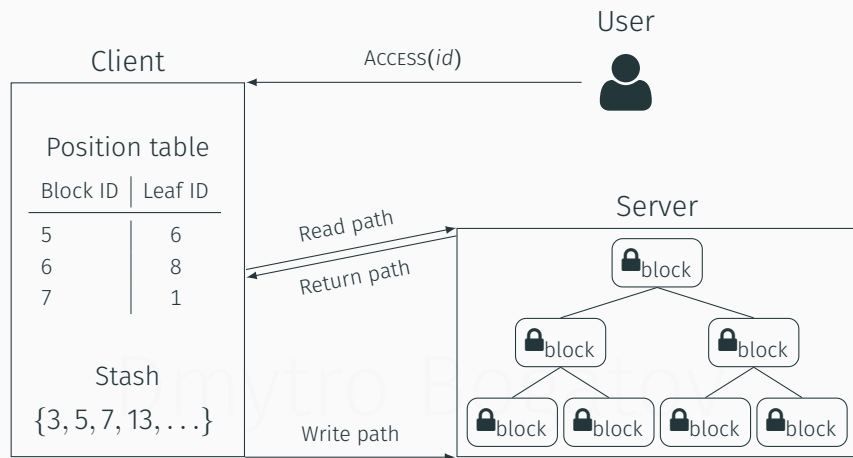 User
Client
ACCESS(id)
Position table
Block ID Leaf ID
5 6
6 8
7 1
Read path
Return path
Server
block
block block
block block block block
Stash
{3, 5, 7, 13, . . .}
Write path